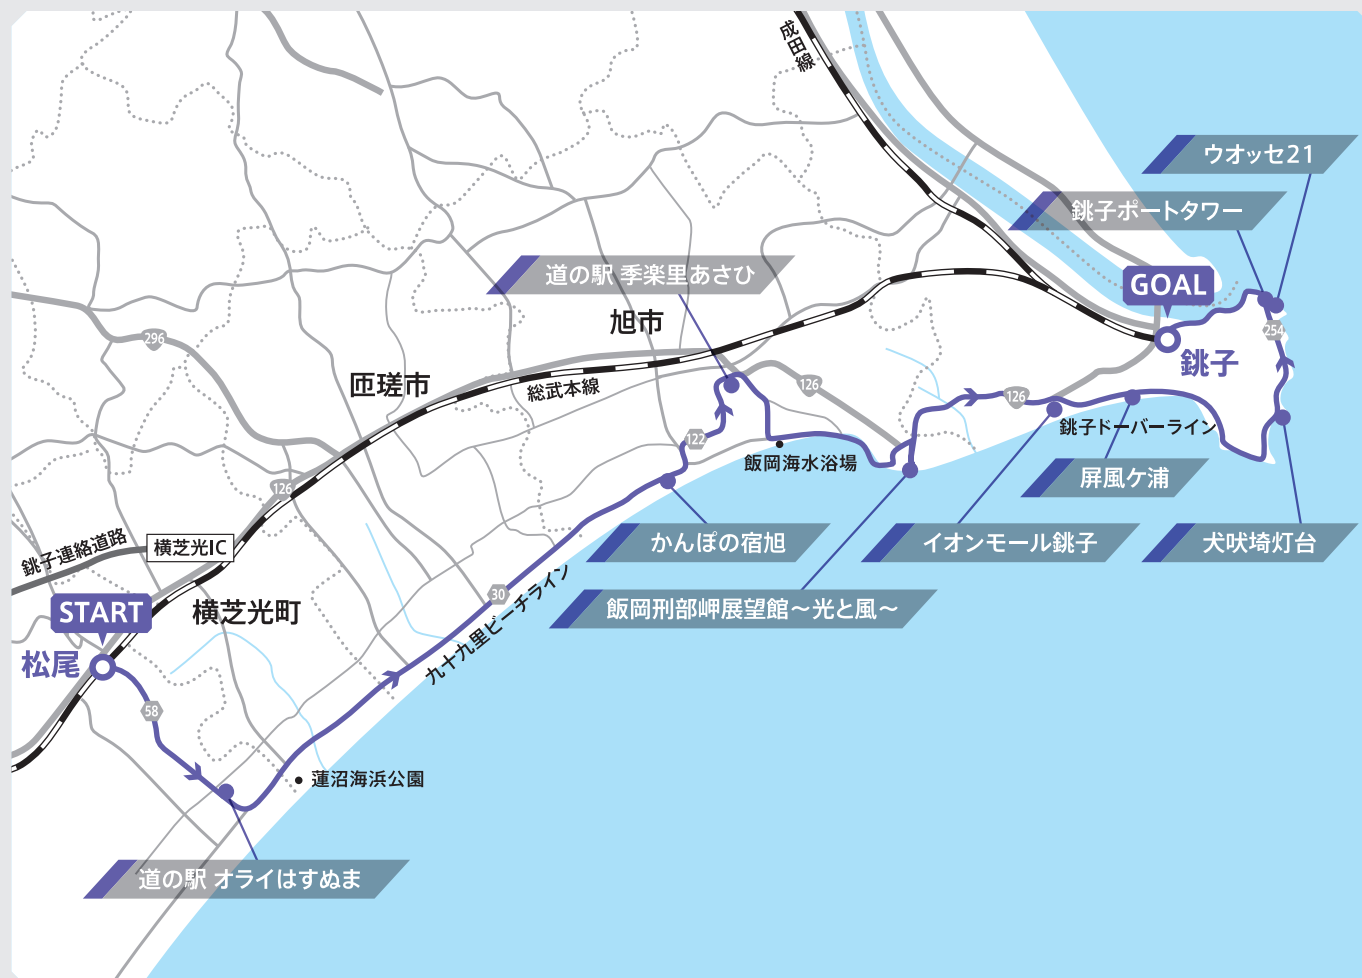 成田線
ウオッセ21
銚子ポートタワー
道の駅 季楽里あさひ
GOAL
旭市
296
254
銚子
匝瑳市
総武本線
126
126
銚子ドーバーライン
122
飯岡海水浴場
屏風ケ浦
126
かんぽの宿旭
イオンモール銚子
犬吠埼灯台
銚子連絡道路
横芝光IC
START
横芝光町
30
九十九里ビーチライン
飯岡刑部岬展望館～光と風～
松尾
58
蓮沼海浜公園
道の駅 オライはすぬま